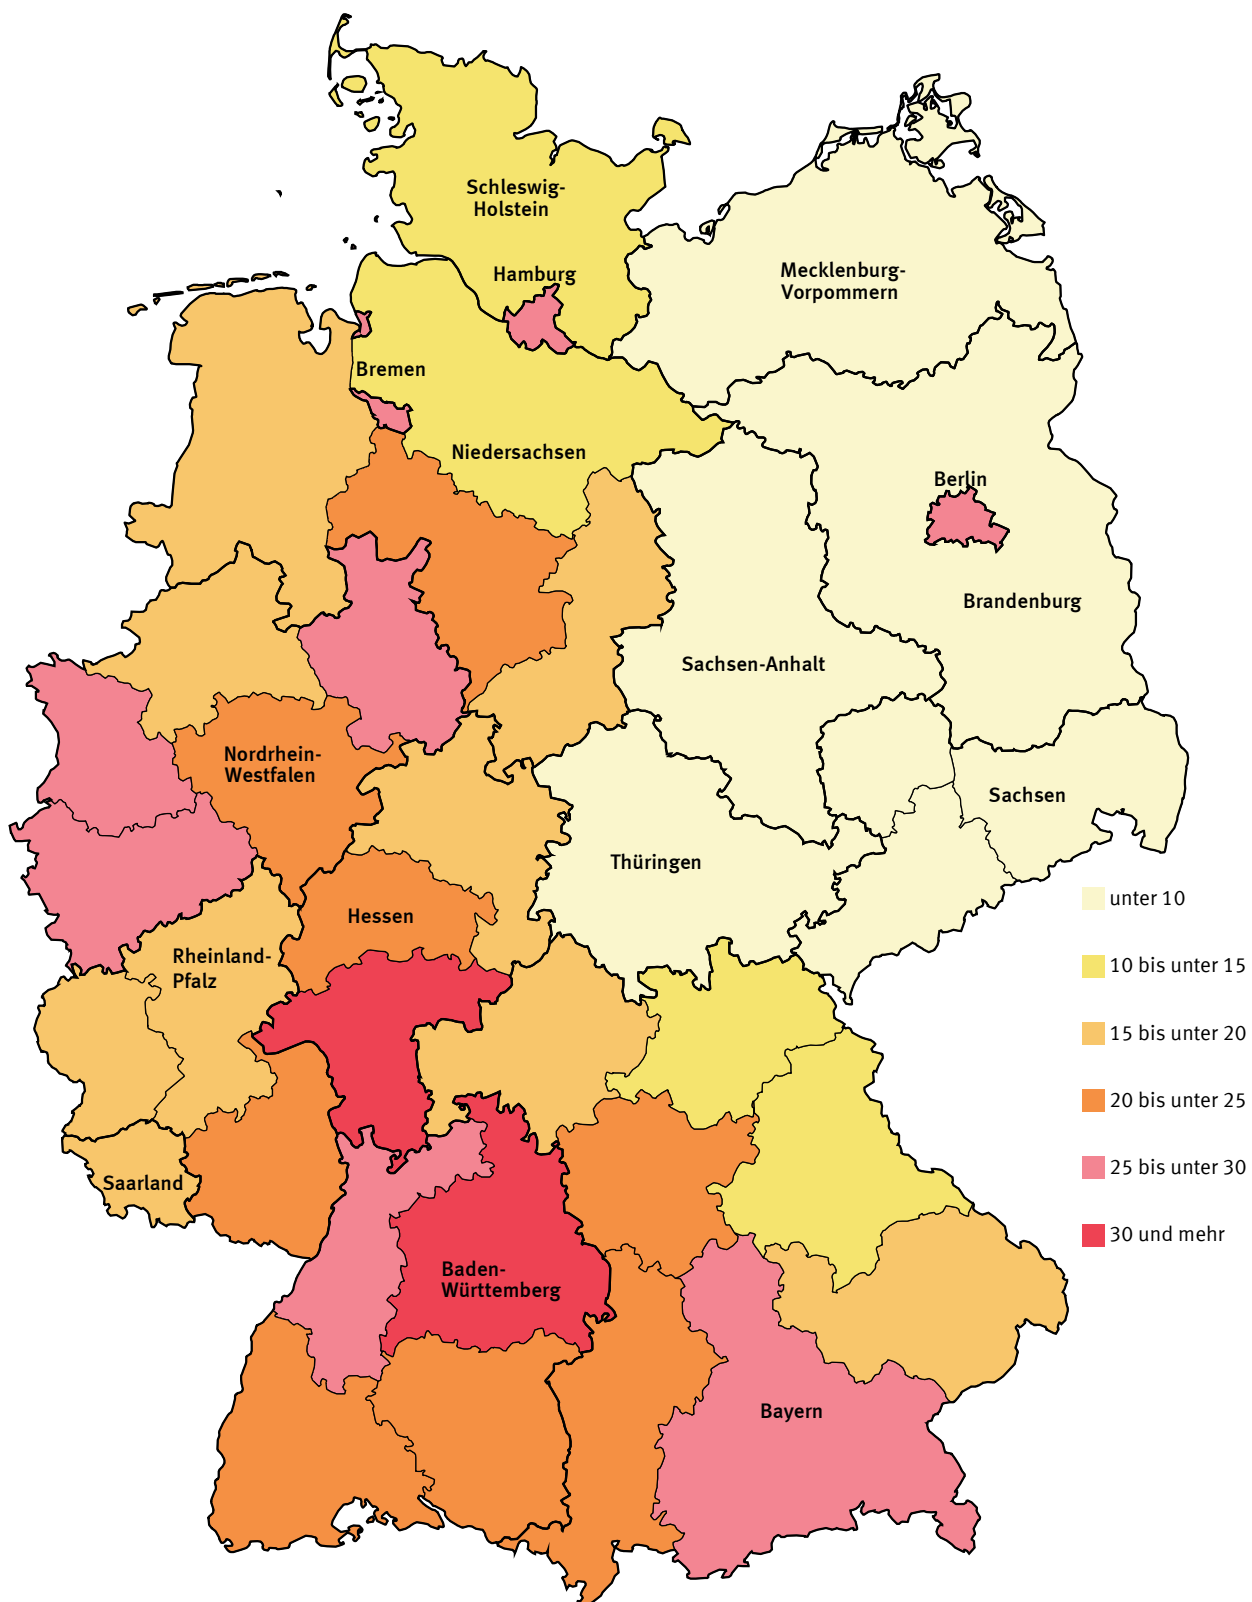 Schleswig-
Holstein
Hamburg
Mecklenburg-
Vorpommern
Bremen
Niedersachsen
Berlin
Brandenburg
Sachsen-Anhalt
Nordrhein-
Westfalen
Sachsen
Thüringen
Hessen
Rheinland-
Pfalz
Saarland
Baden-
Württemberg
Bayern
unter 10
10 bis unter 15
15 bis unter 20
20 bis unter 25
25 bis unter 30
30 und mehr